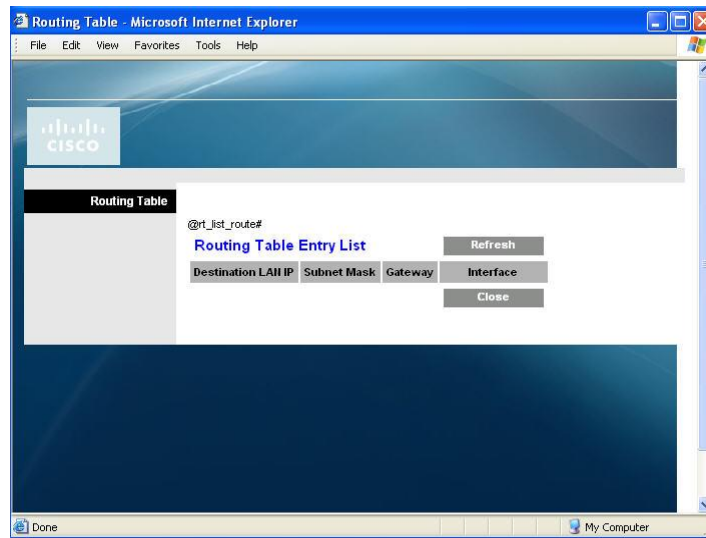 Routing Table - Microsoft Internet Explorer
File Edit View Favorites Tools Help
CISCO
Routing Table
@rt_list_route#
Routing Table Entry List Refresh
Destination LAN IP Subnet Mask Gateway Interface
Close
Done My Computer